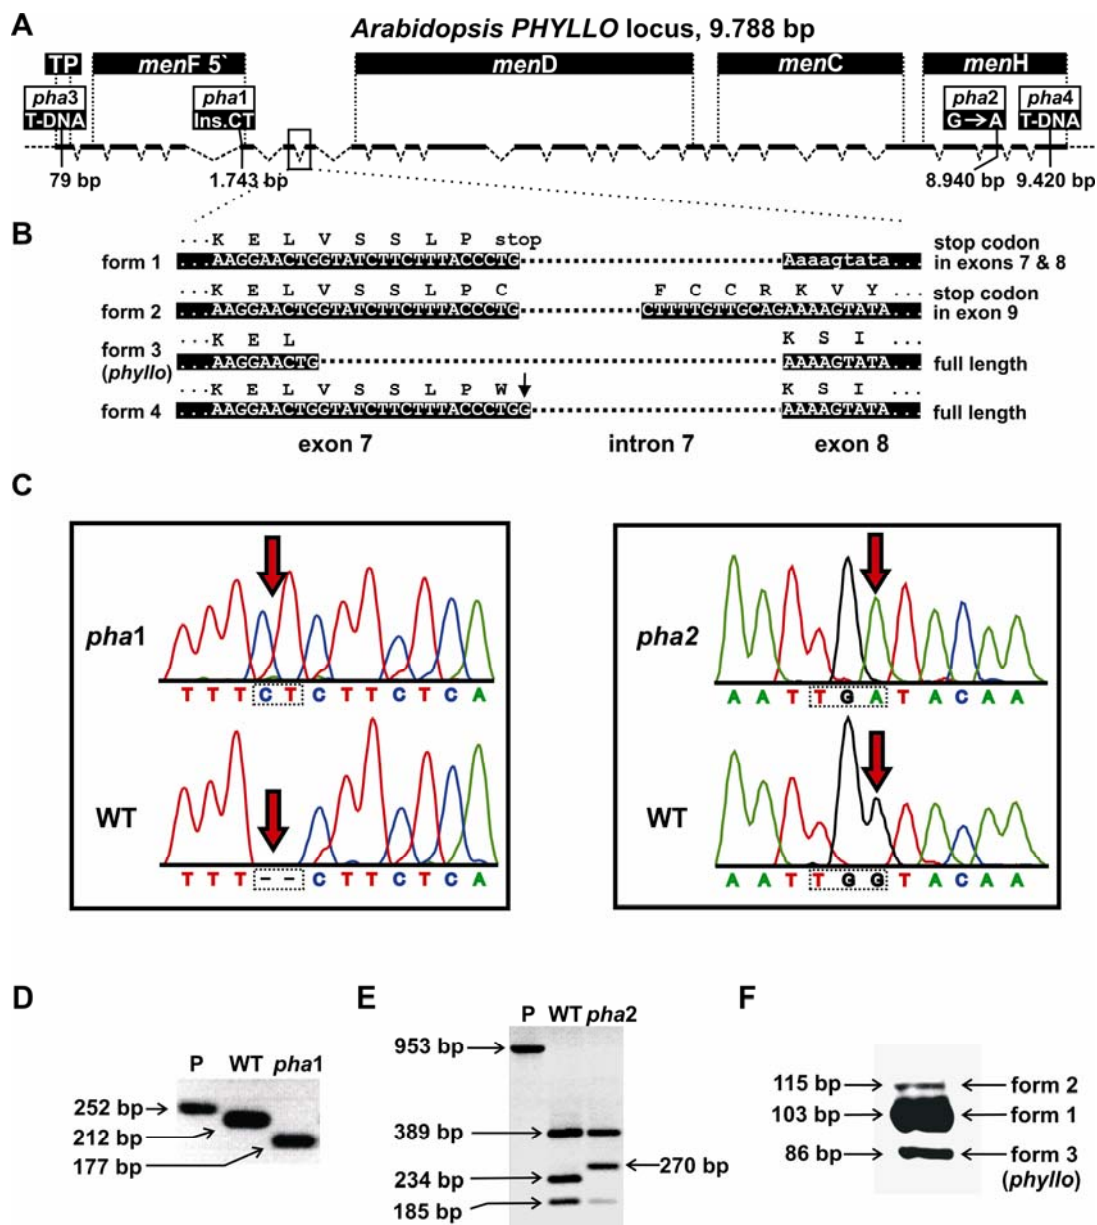 A
Arabidopsis PHYLLO locus, 9.788 bp
TP menF 5` menD menC menH
pha3 pha1 pha2 pha4
T-DNA Ins.CT G→A T-DNA
79 bp 1.743 bp 8.940 bp 9.420 bp
B
...K E L V S S L P stop
form 1 ...AAGGAACTGGTATCTTCTTTACCCTG Aaaagtata... stop codon in exons 7 & 8
...K E L V S S L P C F C C R K V Y ...
form 2 ...AAGGAACTGGTATCTTCTTTACCCTG CTTTTGTTGCAGAAAAGTATA... stop codon in exon 9
...K E L K S I ...
form 3 (phyllo) ...AAGGAACTG AAAAGTATA... full length
...K E L V S S L P W K S I ...
form 4 ...AAGGAACTGGTATCTTCTTTACCCTGG AAAAGTATA... full length
exon 7 intron 7 exon 8
C
pha1
T T T C T C T T C T C A
WT
T T T - - C T T C T C A
pha2
A A T T G A T A C A A
WT
A A T T G G T A C A A
D
P WT pha1
252 bp
212 bp
177 bp
E
P WT pha2
953 bp
389 bp
270 bp
234 bp
185 bp
F
115 bp form 2
103 bp form 1
86 bp form 3
(phyllo)